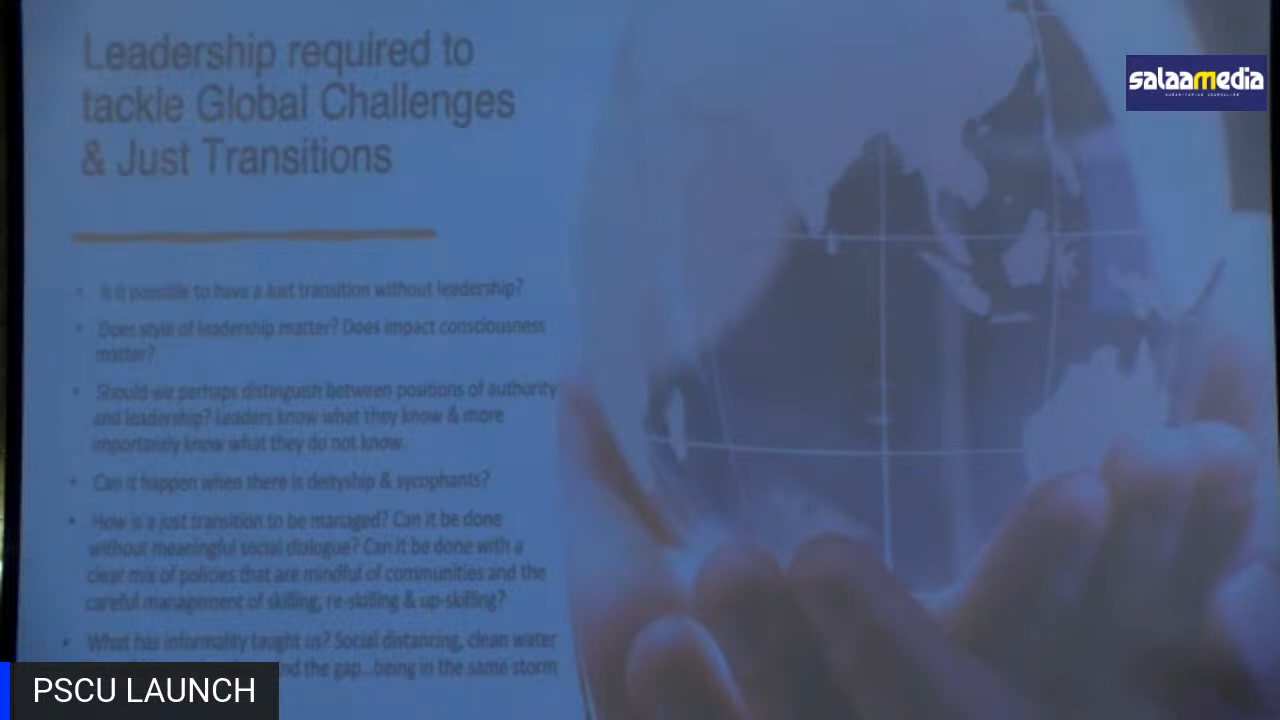 Leadership required to
tackle Global Challenges
& Just Transitions
Is it possible to have a Just transition without leadership?
Does style of leadership matter? Does impact consciousness
matter?
Should we perhaps distinguish between positions of authority
and leadership? Leaders know what they know & more
importantly know what they do not know.
Can it happen when there is deityship & sycophants?
How is a just transition to be managed? Can it be done
without meaningful social dialogue? Can it be done with a
clear mix of policies that are mindful of communities and the
careful management of skilling, re-skilling & up-skilling?
What has informality taught us? Social distancing, clean water
the gap...being in the same storm
salaamedia
PSCU LAUNCH